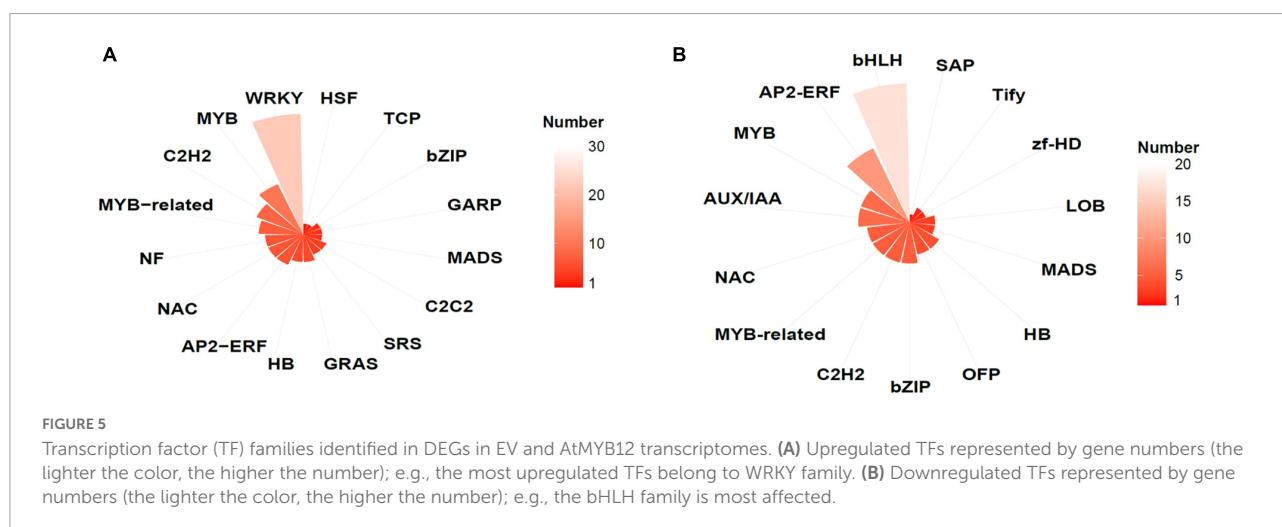 A
WRKY
HSF
MYB
TCP
C2H2
bZIP
MYB−related
GARP
NF
MADS
NAC
C2C2
AP2−ERF
SRS
HB
GRAS
Number
30
20
10
1
B
bHLH
SAP
AP2-ERF
Tify
MYB
zf-HD
AUX/IAA
LOB
NAC
MADS
MYB-related
HB
C2H2
bZIP
OFP
Number
20
15
10
5
1
FIGURE 5
Transcription factor (TF) families identified in DEGs in EV and AtMYB12 transcriptomes. (A) Upregulated TFs represented by gene numbers (the
lighter the color, the higher the number); e.g., the most upregulated TFs belong to WRKY family. (B) Downregulated TFs represented by gene
numbers (the lighter the color, the higher the number); e.g., the bHLH family is most affected.